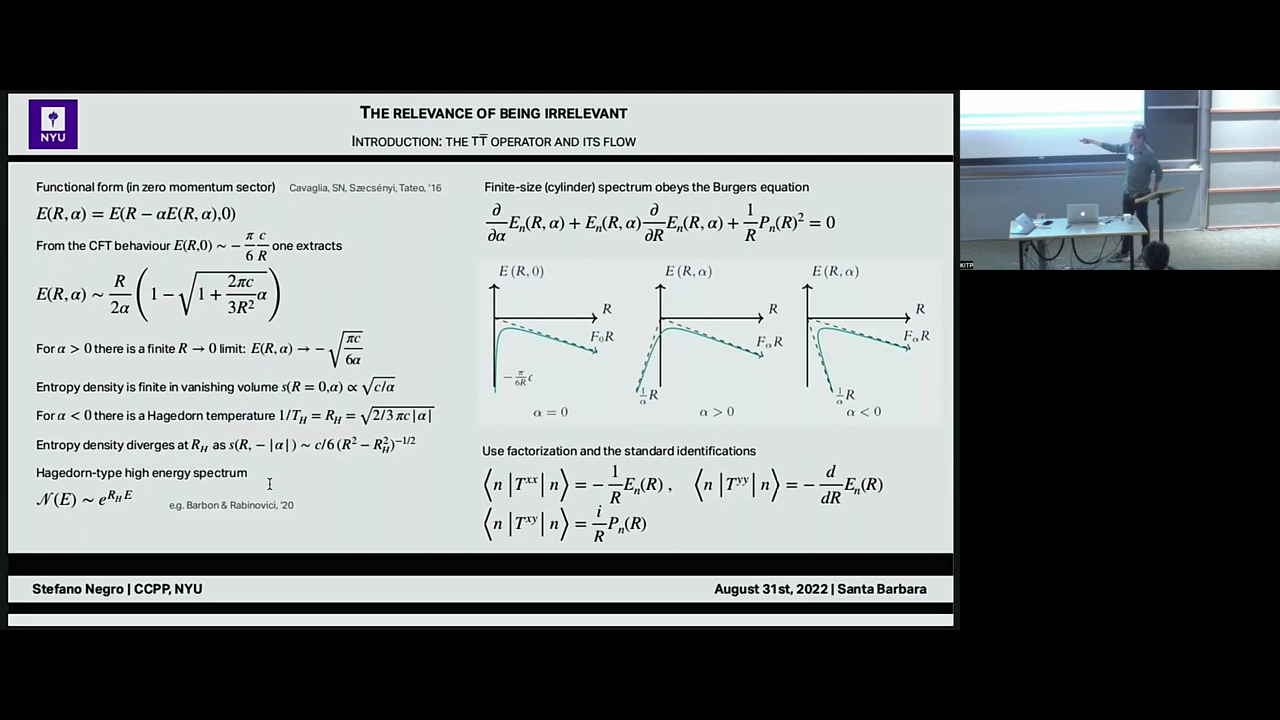 NYU
THE RELEVANCE OF BEING IRRELEVANT
INTRODUCTION: THE TT̅ OPERATOR AND ITS FLOW
Functional form (in zero momentum sector) Cavaglia, SN, Szecsényi, Tateo, '16
E(R, α) = E(R − αE(R, α),0)
From the CFT behaviour E(R,0) ∼ − π/6 c/R one extracts
E(R, α) ∼ R/2α (1 − √(1 + 2πc/3R² α))
For α > 0 there is a finite R → 0 limit: E(R, α) → − √(πc/6α)
Entropy density is finite in vanishing volume s(R = 0,α) ∝ √c/α
For α < 0 there is a Hagedorn temperature 1/T_H = R_H = √(2/3 πc|α|)
Entropy density diverges at R_H as s(R, − |α|) ∼ c/6 (R² − R_H²)^−1/2
Hagedorn-type high energy spectrum
𝒩(E) ∼ e^{R_H E} e.g. Barbon & Rabinovici, '20
Finite-size (cylinder) spectrum obeys the Burgers equation
∂/∂α E_n(R, α) + E_n(R, α) ∂/∂R E_n(R, α) + 1/R P_n(R)² = 0
E(R, 0) E(R, α) E(R, α)
R R R
F₀R F_αR F_αR
− π/6R c 1/α R 1/α R
α = 0 α > 0 α < 0
Use factorization and the standard identifications
⟨n | T^xx | n⟩ = − 1/R E_n(R) , ⟨n | T^yy | n⟩ = − d/dR E_n(R)
⟨n | T^xy | n⟩ = i/R P_n(R)
Stefano Negro | CCPP, NYU August 31st, 2022 | Santa Barbara
KITP